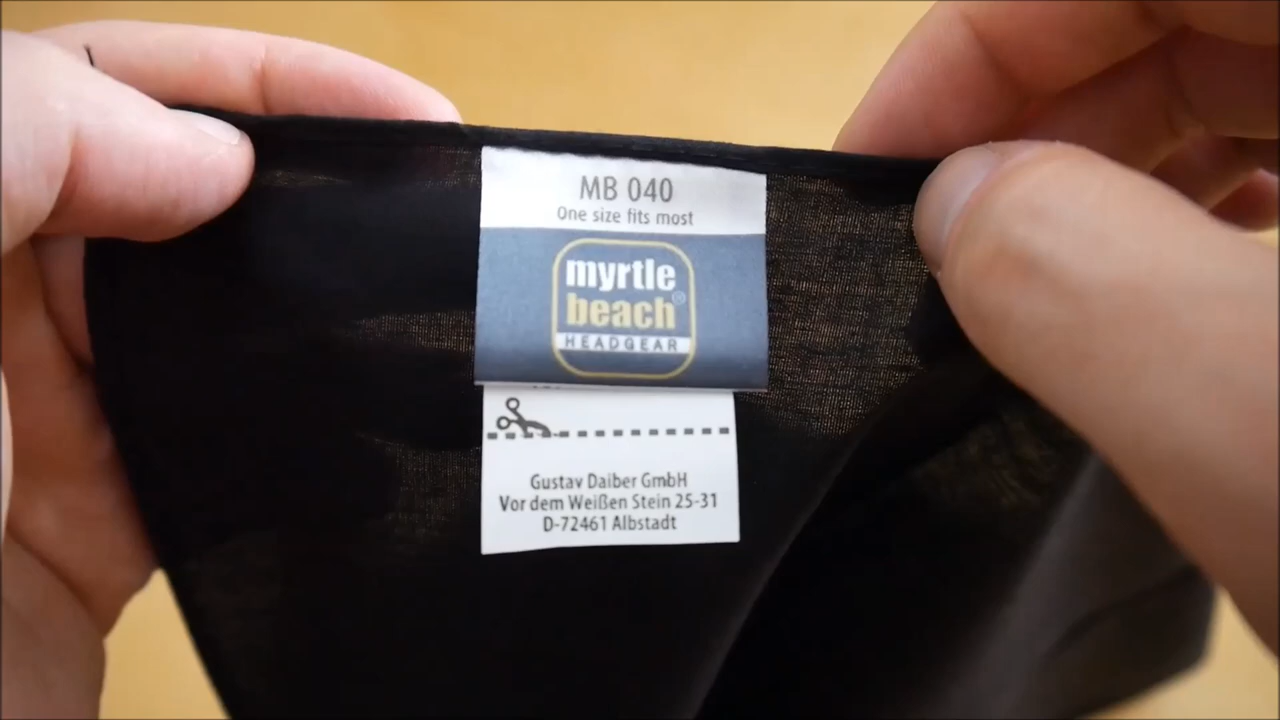 MB 040
One size fits most
myrtle
beach®
HEADGEAR
Gustav Daiber GmbH
Vor dem Weißen Stein 25-31
D-72461 Albstadt